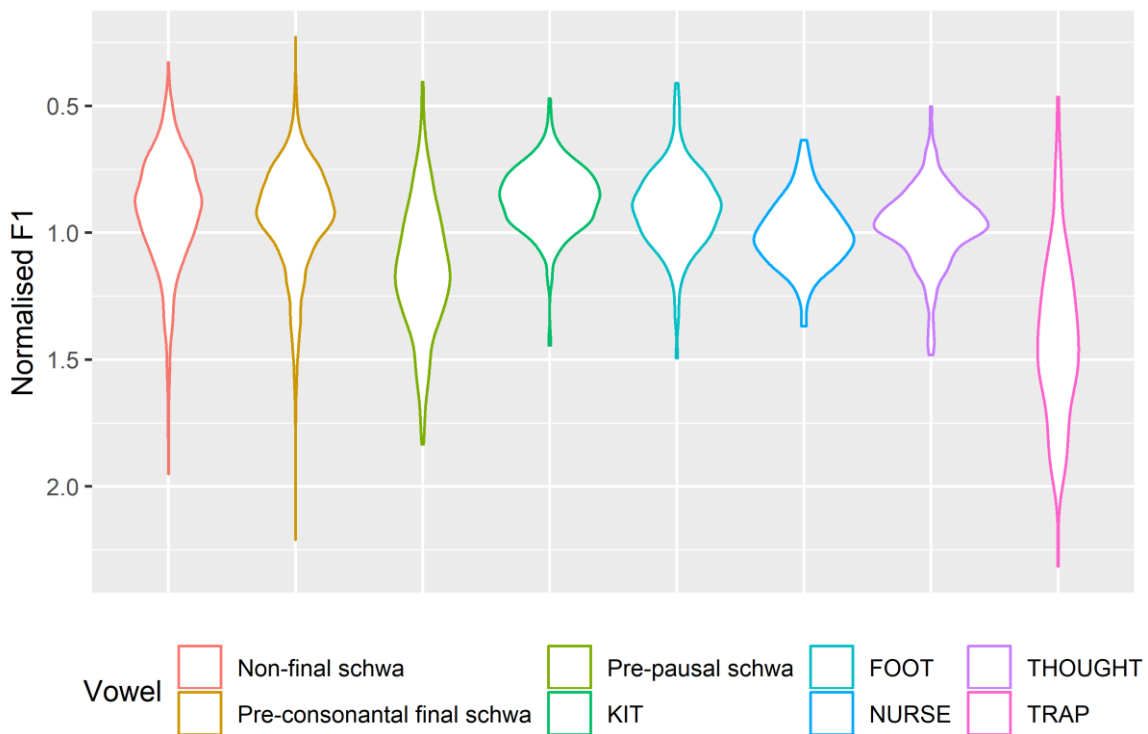 Normalised F1
0.5
1.0
1.5
2.0
Vowel
Non-final schwa
Pre-consonantal final schwa
Pre-pausal schwa
KIT
FOOT
NURSE
THOUGHT
TRAP